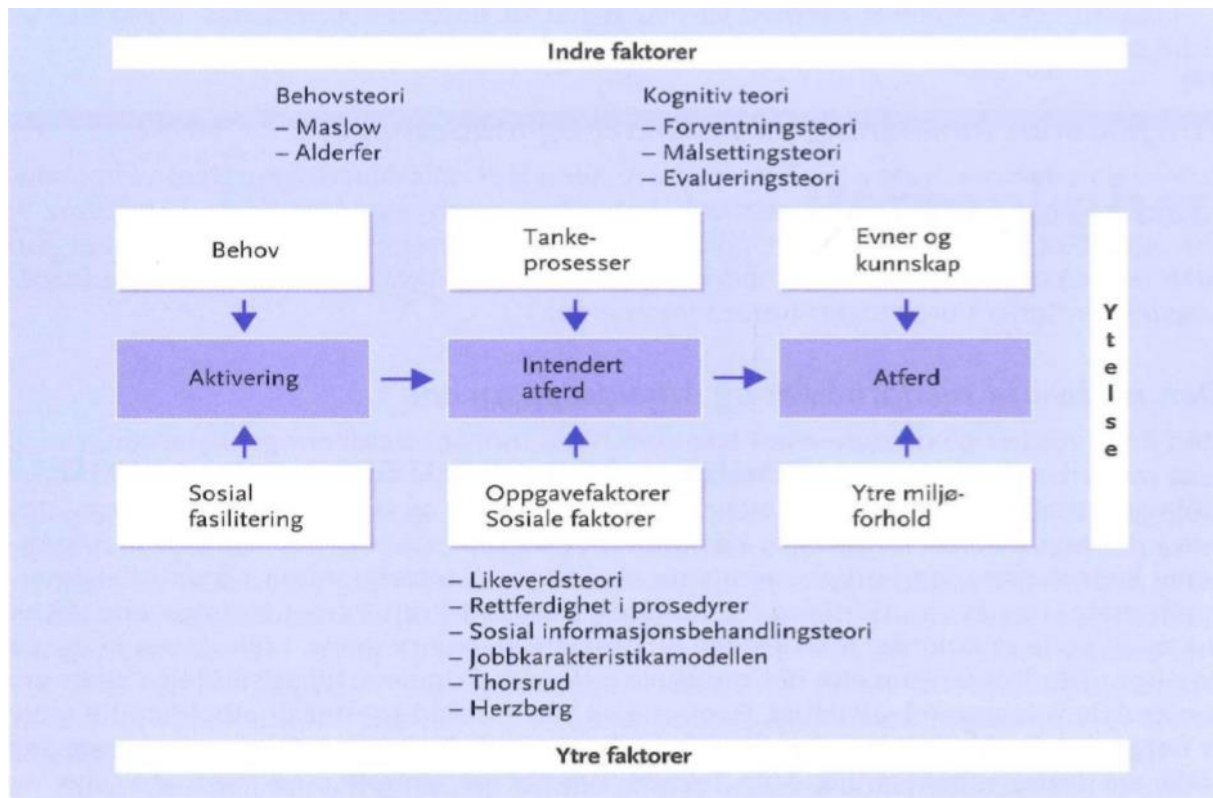 Indre faktorer
Behovsteori
– Maslow
– Alderfer
Kognitiv teori
– Forventningsteori
– Målsettingsteori
– Evalueringsteori
Behov
Tanke-
prosesser
Evner og
kunnskap
Aktivering
Intendert
atferd
Atferd
Ytelse
Sosial
fasilitering
Oppgavefaktorer
Sosiale faktorer
Ytre miljø-
forhold
– Likeverdsteori
– Rettferdighet i prosedyrer
– Sosial informasjonsbehandlingsteori
– Jobbkarakteristikamodellen
– Thorsrud
– Herzberg
Ytre faktorer